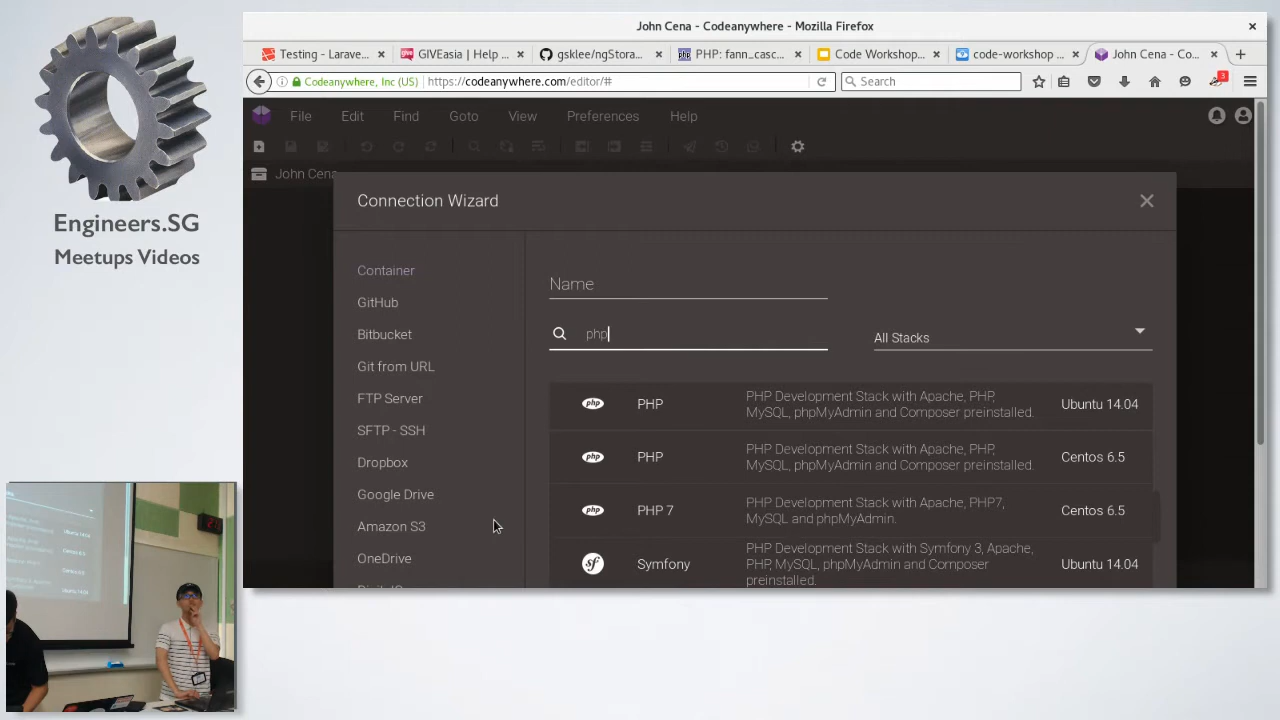 Engineers.SG
Meetups Videos
John Cena - Codeanywhere - Mozilla Firefox
Testing - Larave...
GIVEasia | Help ...
gsklee/ngStora...
PHP: fann_casc...
Code Workshop...
code-workshop ...
John Cena - Co...
Codeanywhere, Inc (US)
https://codeanywhere.com/editor/#
Search
3
File
Edit
Find
Goto
View
Preferences
Help
John Cena
Connection Wizard
Container
GitHub
Bitbucket
Git from URL
FTP Server
SFTP - SSH
Dropbox
Google Drive
Amazon S3
OneDrive
Name
php
All Stacks
php
PHP
PHP Development Stack with Apache, PHP,
MySQL, phpMyAdmin and Composer preinstalled.
Ubuntu 14.04
php
PHP
PHP Development Stack with Apache, PHP,
MySQL, phpMyAdmin and Composer preinstalled.
Centos 6.5
php
PHP 7
PHP Development Stack with Apache, PHP7,
MySQL and phpMyAdmin.
Centos 6.5
sf
Symfony
PHP Development Stack with Symfony 3, Apache,
PHP, MySQL, phpMyAdmin and Composer
preinstalled.
Ubuntu 14.04